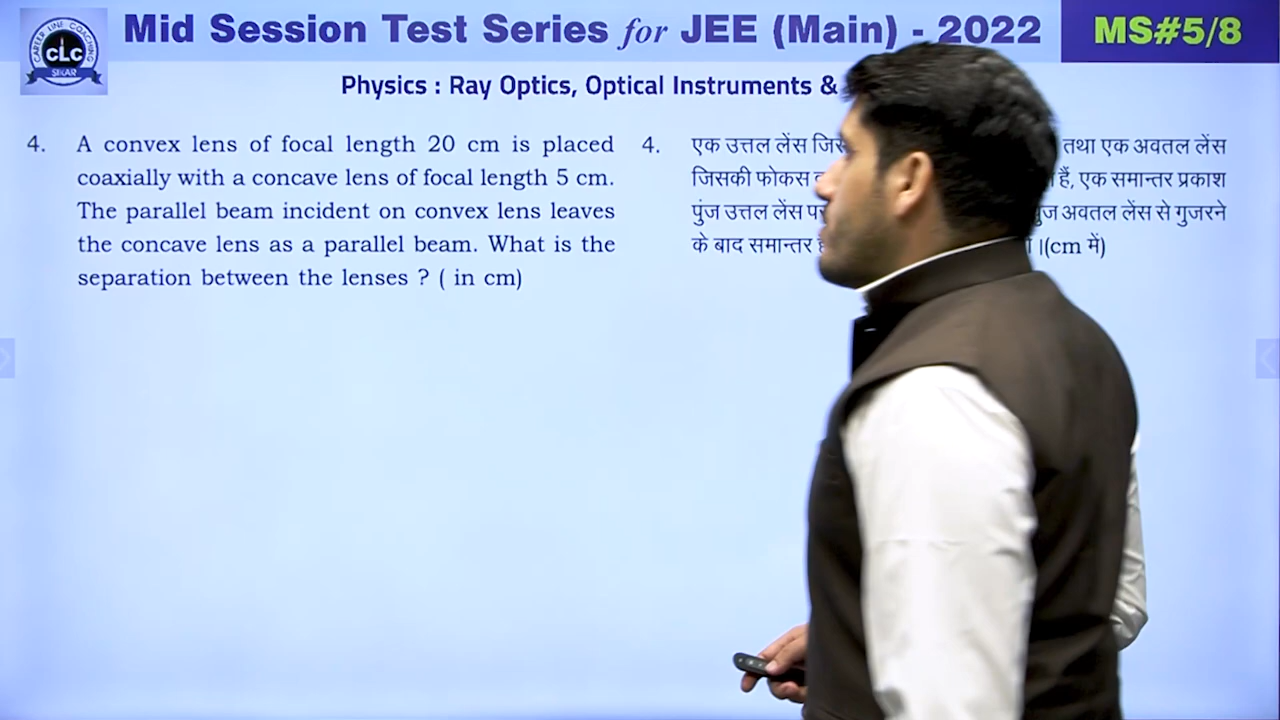 Mid Session Test Series for JEE (Main) - 2022
MS#5/8
CAREER LINE COACHING
CLC
SIKAR
Physics : Ray Optics, Optical Instruments &
4. A convex lens of focal length 20 cm is placed
coaxially with a concave lens of focal length 5 cm.
The parallel beam incident on convex lens leaves
the concave lens as a parallel beam. What is the
separation between the lenses ? ( in cm)
4. एक उत्तल लेंस तथा एक अवतल लेंस
जिसकी फोकस हैं, एक समान्तर प्रकाश
पुंज उत्तल लेंस अवतल लेंस से गुजरने
के बाद समान्तर ।(cm में)